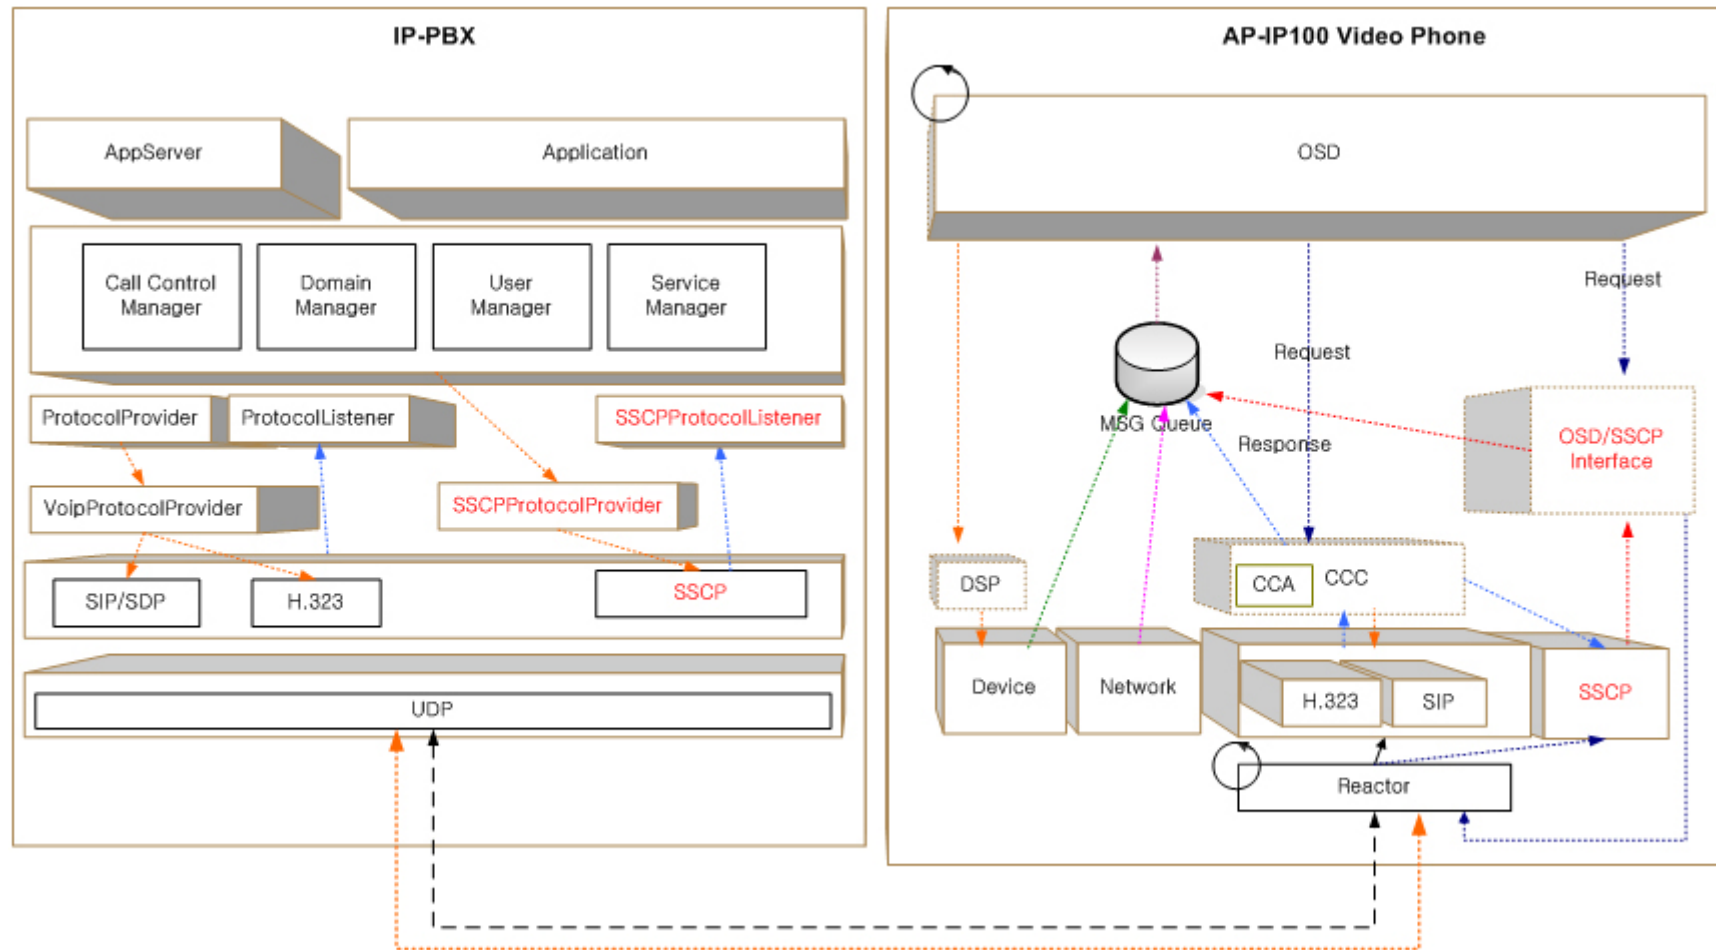 IP-PBX
AppServer
Application
Call Control
Manager
Domain
Manager
User
Manager
Service
Manager
ProtocolProvider
ProtocolListener
SSCPProtocolListener
VoipProtocolProvider
SSCPProtocolProvider
SIP/SDP
H.323
SSCP
UDP
AP-IP100 Video Phone
OSD
Request
Request
MSG Queue
Response
OSD/SSCP
Interface
DSP
CCA
CCC
Device
Network
H.323
SIP
SSCP
Reactor